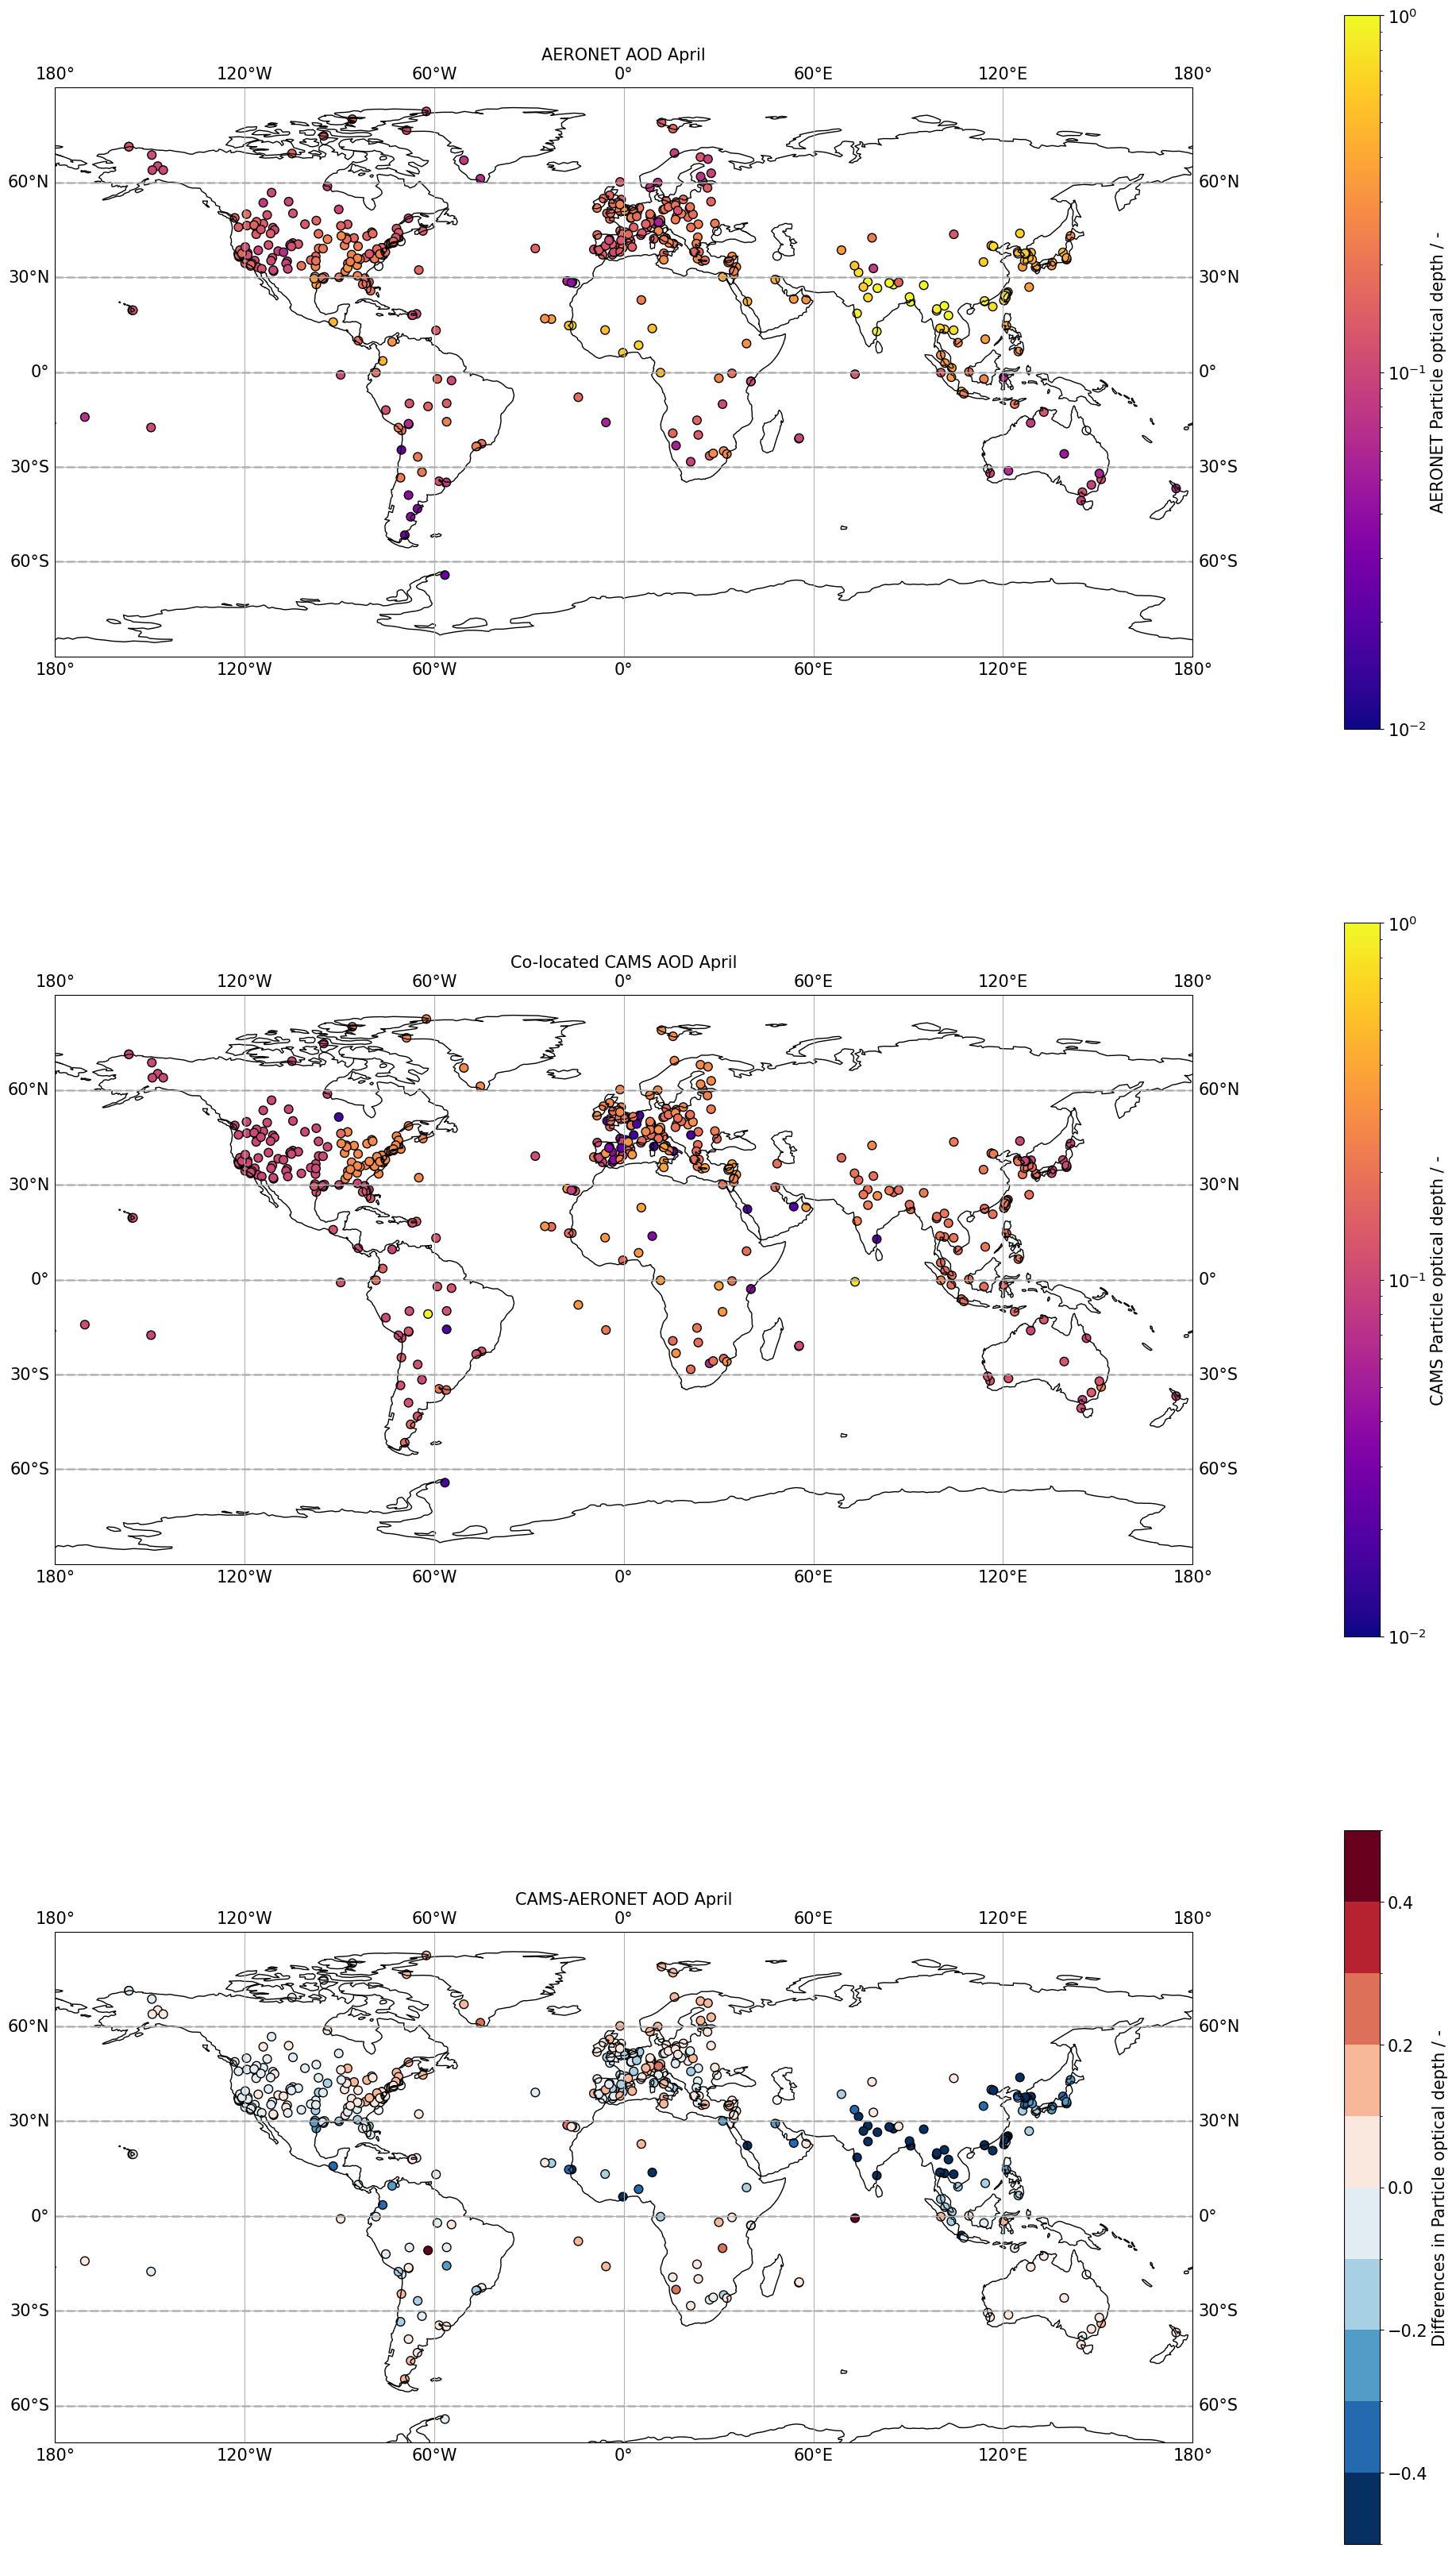 AERONET AOD April
180° 120°W 60°W 0° 60°E 120°E 180°
60°N 60°N
30°N 30°N
0° 0°
30°S 30°S
60°S 60°S
180° 120°W 60°W 0° 60°E 120°E 180°
10⁰
10⁻¹
10⁻²
AERONET Particle optical depth / -
Co-located CAMS AOD April
180° 120°W 60°W 0° 60°E 120°E 180°
60°N 60°N
30°N 30°N
0° 0°
30°S 30°S
60°S 60°S
180° 120°W 60°W 0° 60°E 120°E 180°
10⁰
10⁻¹
10⁻²
CAMS Particle optical depth / -
CAMS-AERONET AOD April
180° 120°W 60°W 0° 60°E 120°E 180°
60°N 60°N
30°N 30°N
0° 0°
30°S 30°S
60°S 60°S
180° 120°W 60°W 0° 60°E 120°E 180°
0.4
0.2
0.0
−0.2
−0.4
Differences in Particle optical depth / -